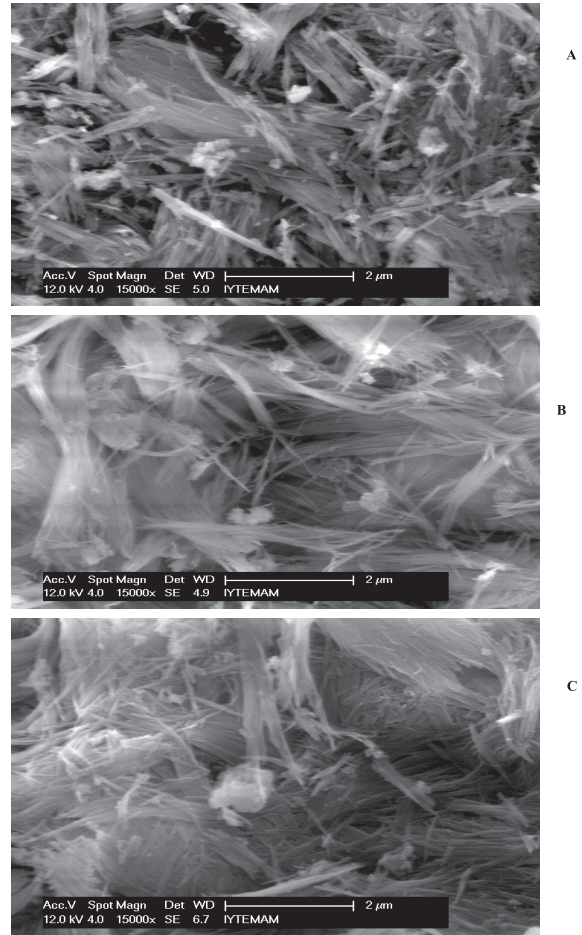 A
Acc.V Spot Magn Det WD 2 μm
12.0 kV 4.0 15000x SE 5.0 IYTEMAM
B
Acc.V Spot Magn Det WD 2 μm
12.0 kV 4.0 15000x SE 4.9 IYTEMAM
C
Acc.V Spot Magn Det WD 2 μm
12.0 kV 4.0 15000x SE 6.7 IYTEMAM